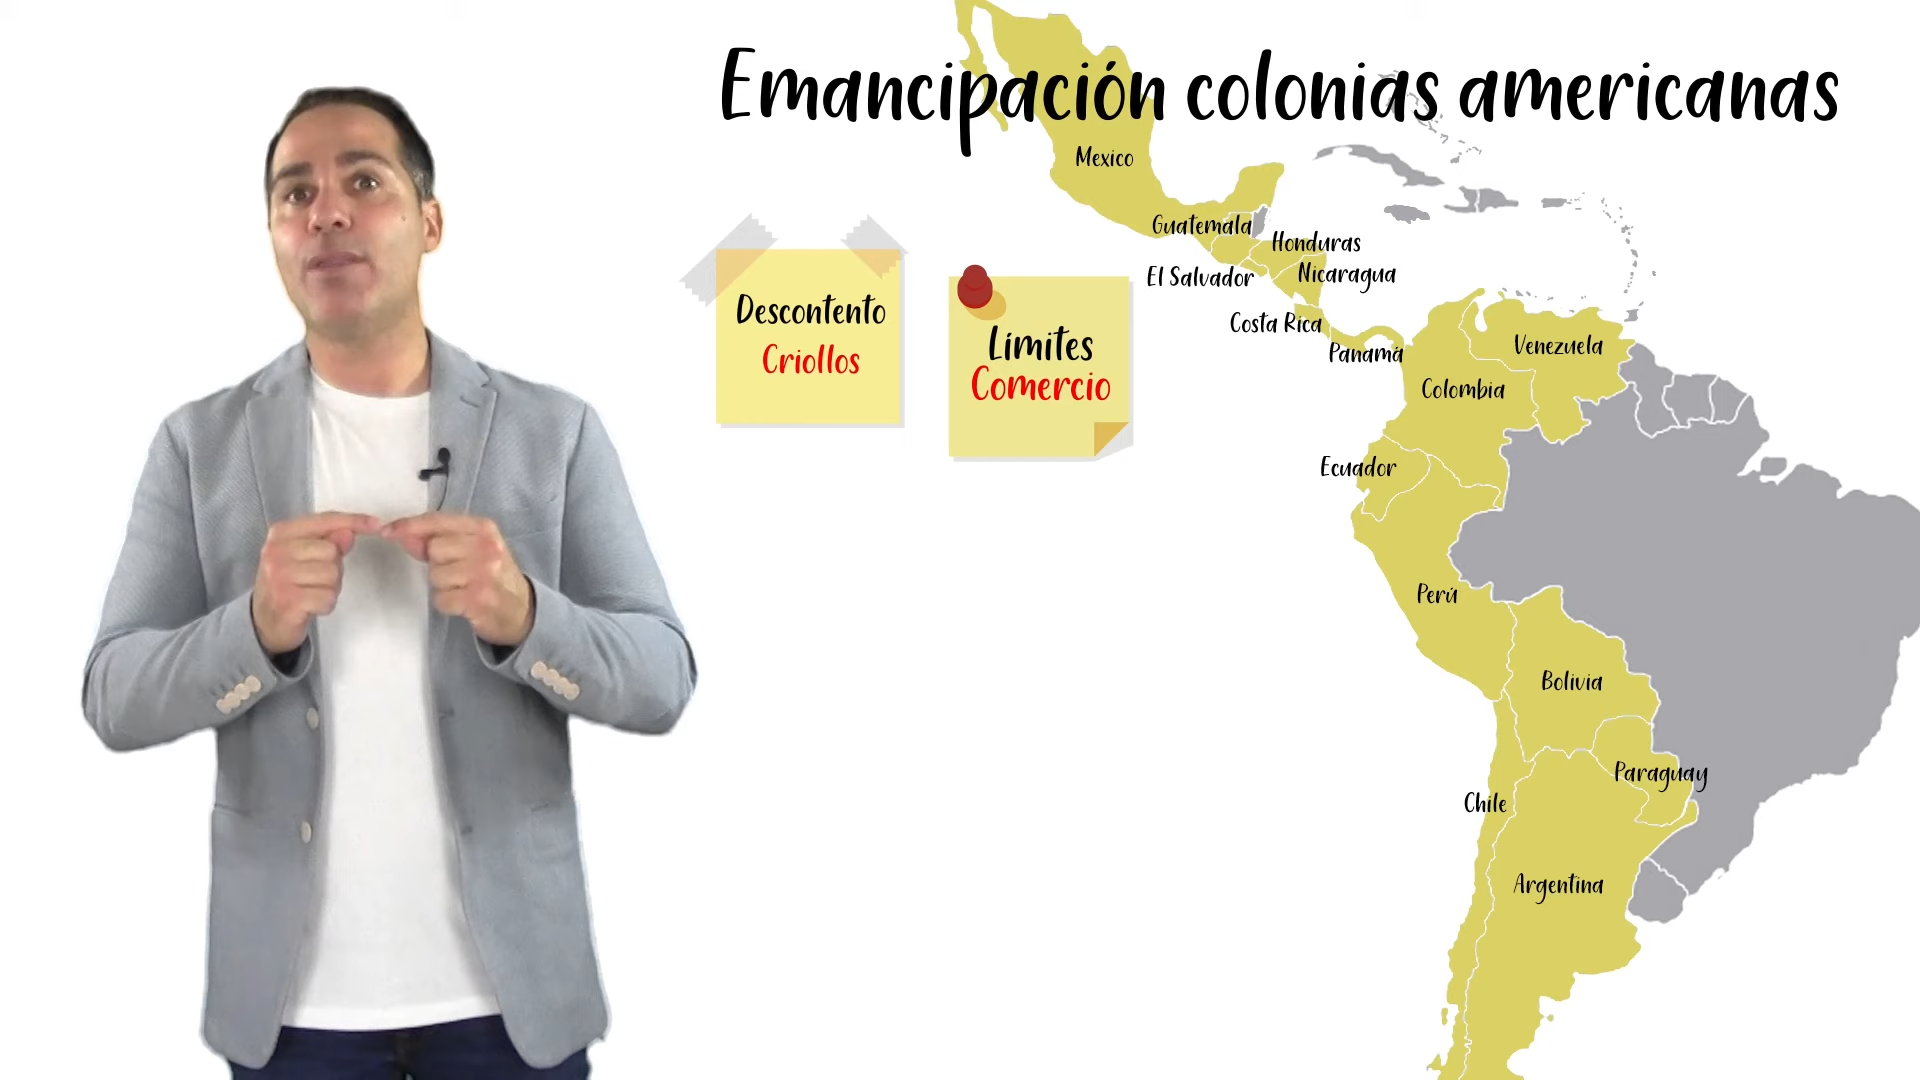 Emancipación colonias americanas
Mexico
Guatemala
Honduras
El Salvador
Nicaragua
Costa Rica
Panamá
Descontento
Criollos
Límites
Comercio
Venezuela
Colombia
Ecuador
Perú
Bolivia
Paraguay
Chile
Argentina